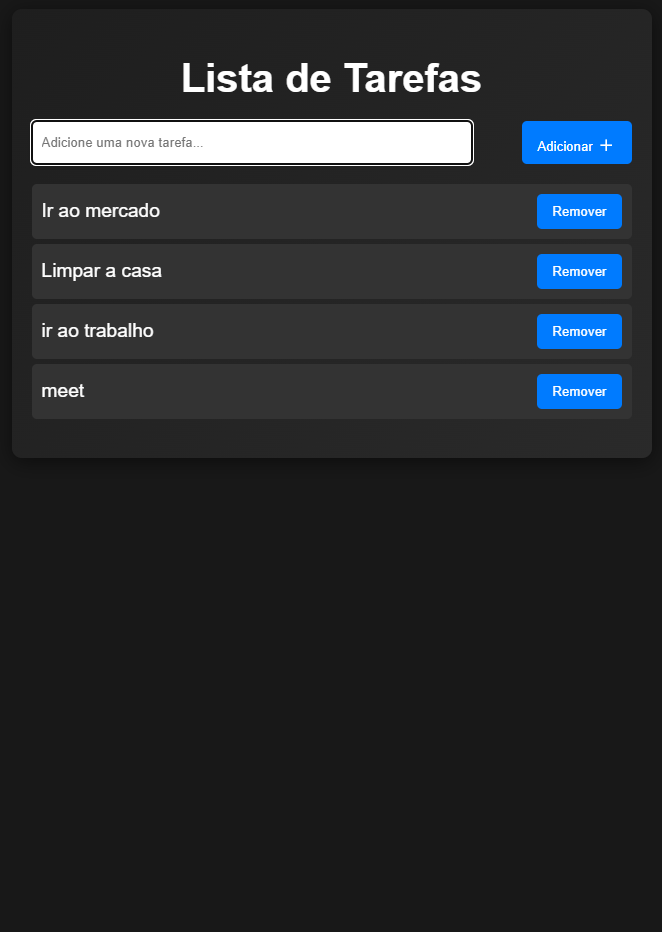 Lista de Tarefas
Adicione uma nova tarefa...
Adicionar +
Ir ao mercado
Remover
Limpar a casa
Remover
ir ao trabalho
Remover
meet
Remover